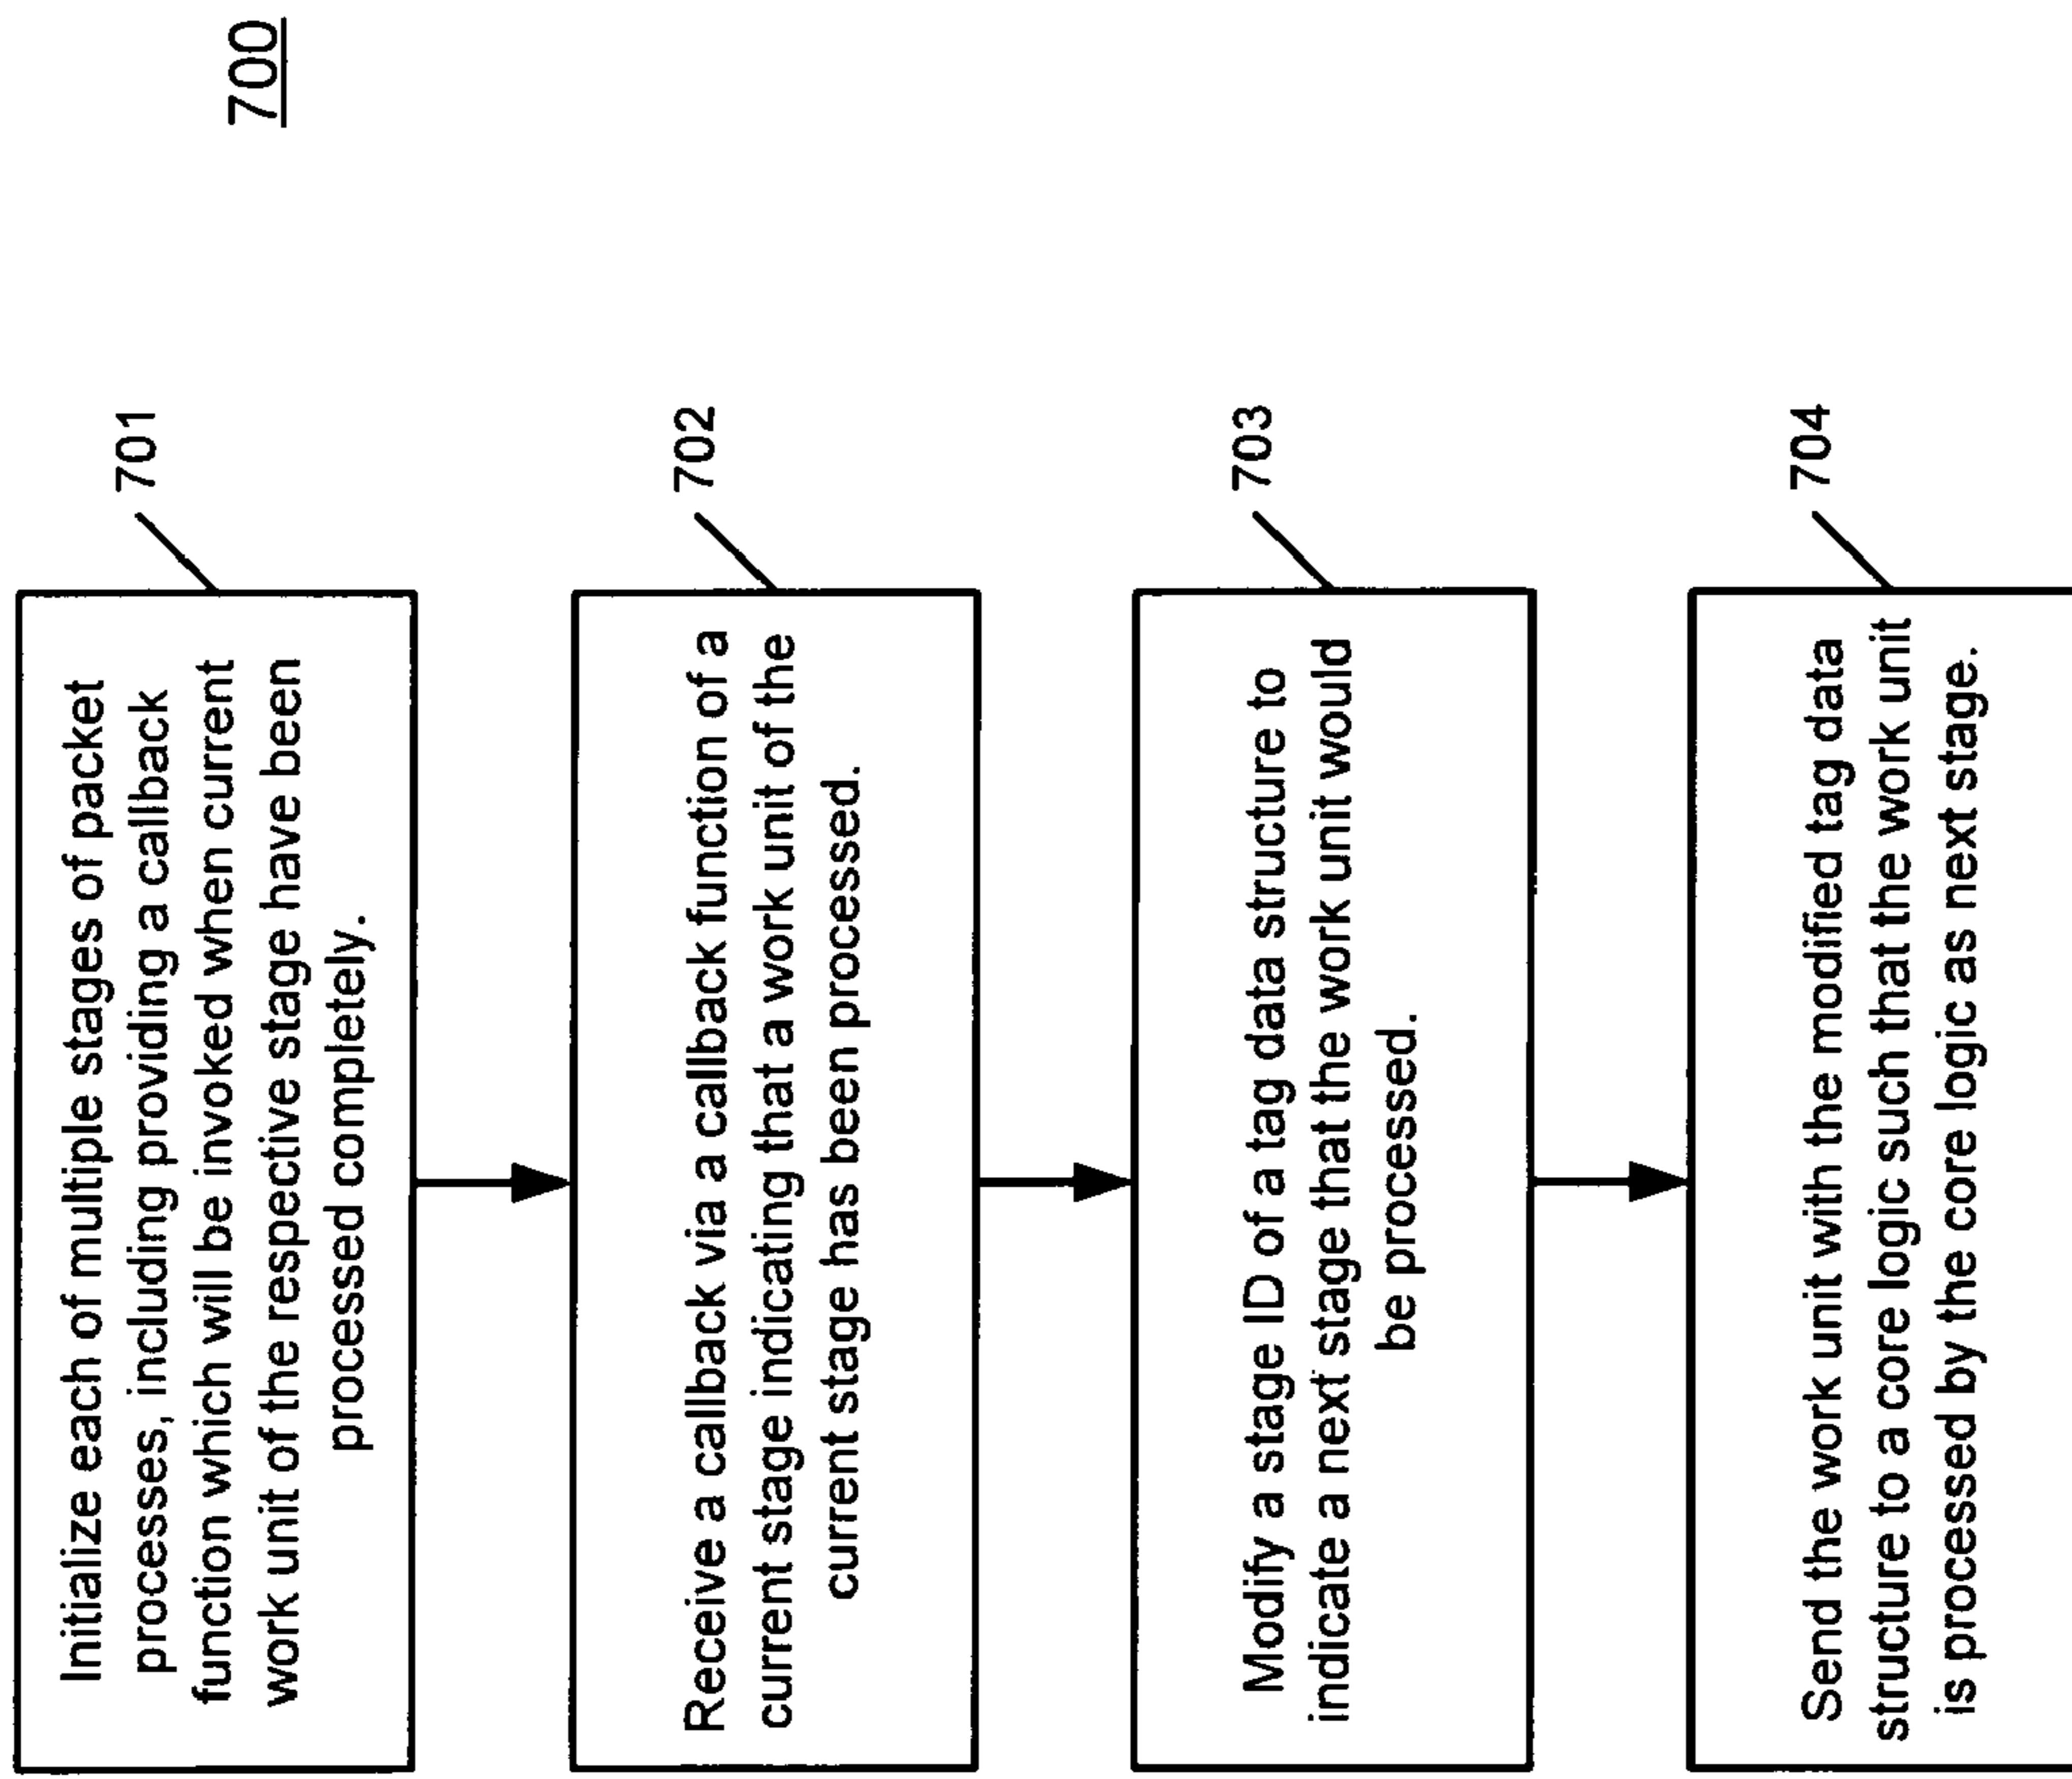 700
701
Initialize each of multiple stages of packet
processes, including providing a callback
function which will be invoked when current
work unit of the respective stage have been
processed completely.
702
Receive a callback via a callback function of a
current stage indicating that a work unit of the
current stage has been processed.
703
Modify a stage ID of a tag data structure to
indicate a next stage that the work unit would
be processed.
704
Send the work unit with the modified tag data
structure to a core logic such that the work unit
is processed by the core logic as next stage.